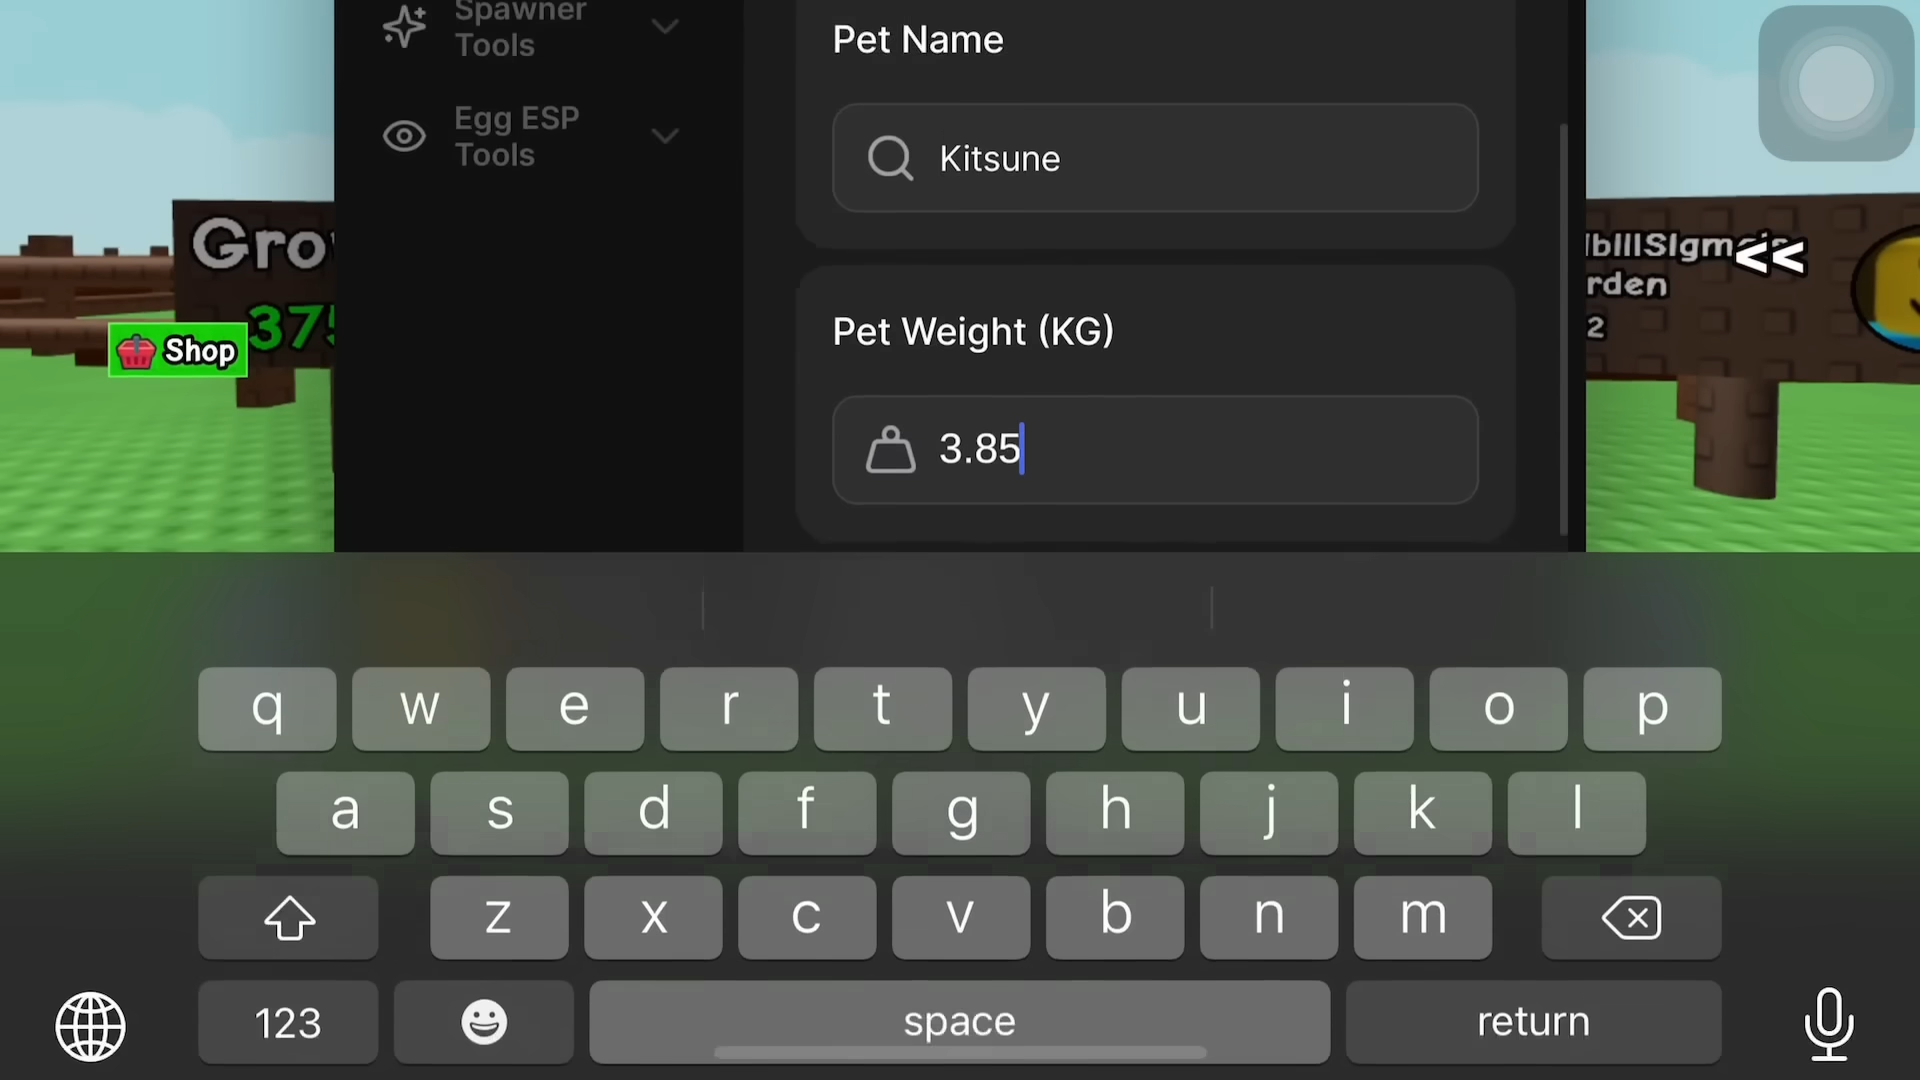 Spawner
Tools
Egg ESP
Tools
Pet Name
Kitsune
Pet Weight (KG)
3.85
Gro
375
Shop
<<
rden
2
q w e r t y u i o p
a s d f g h j k l
z x c v b n m
123
space
return